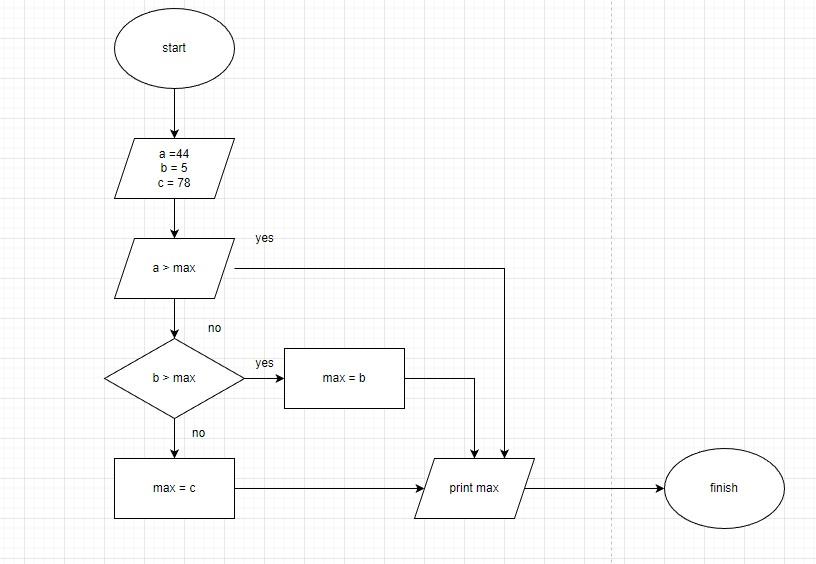 start
a =44
b = 5
c = 78
yes
a > max
no
b > max
yes
max = b
no
max = c
print max
finish